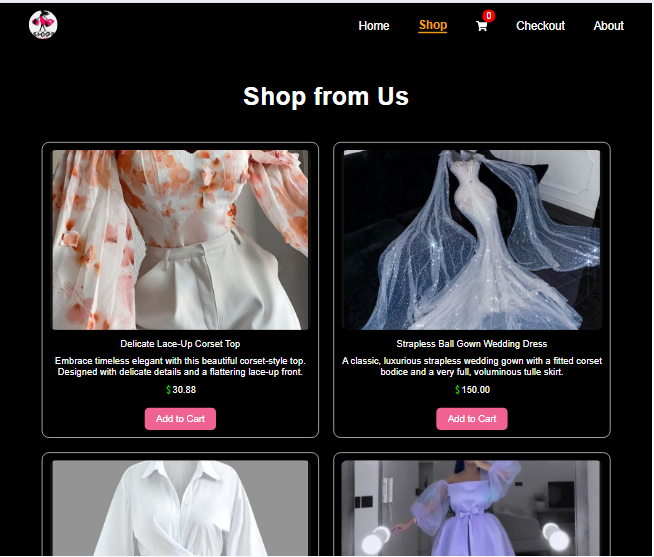 SHOPP
Home
Shop
0
Checkout
About
Shop from Us
Delicate Lace-Up Corset Top
Embrace timeless elegant with this beautiful corset-style top.
Designed with delicate details and a flattering lace-up front.
$ 30.88
Add to Cart
Strapless Ball Gown Wedding Dress
A classic, luxurious strapless wedding gown with a fitted corset
bodice and a very full, voluminous tulle skirt.
$ 150.00
Add to Cart